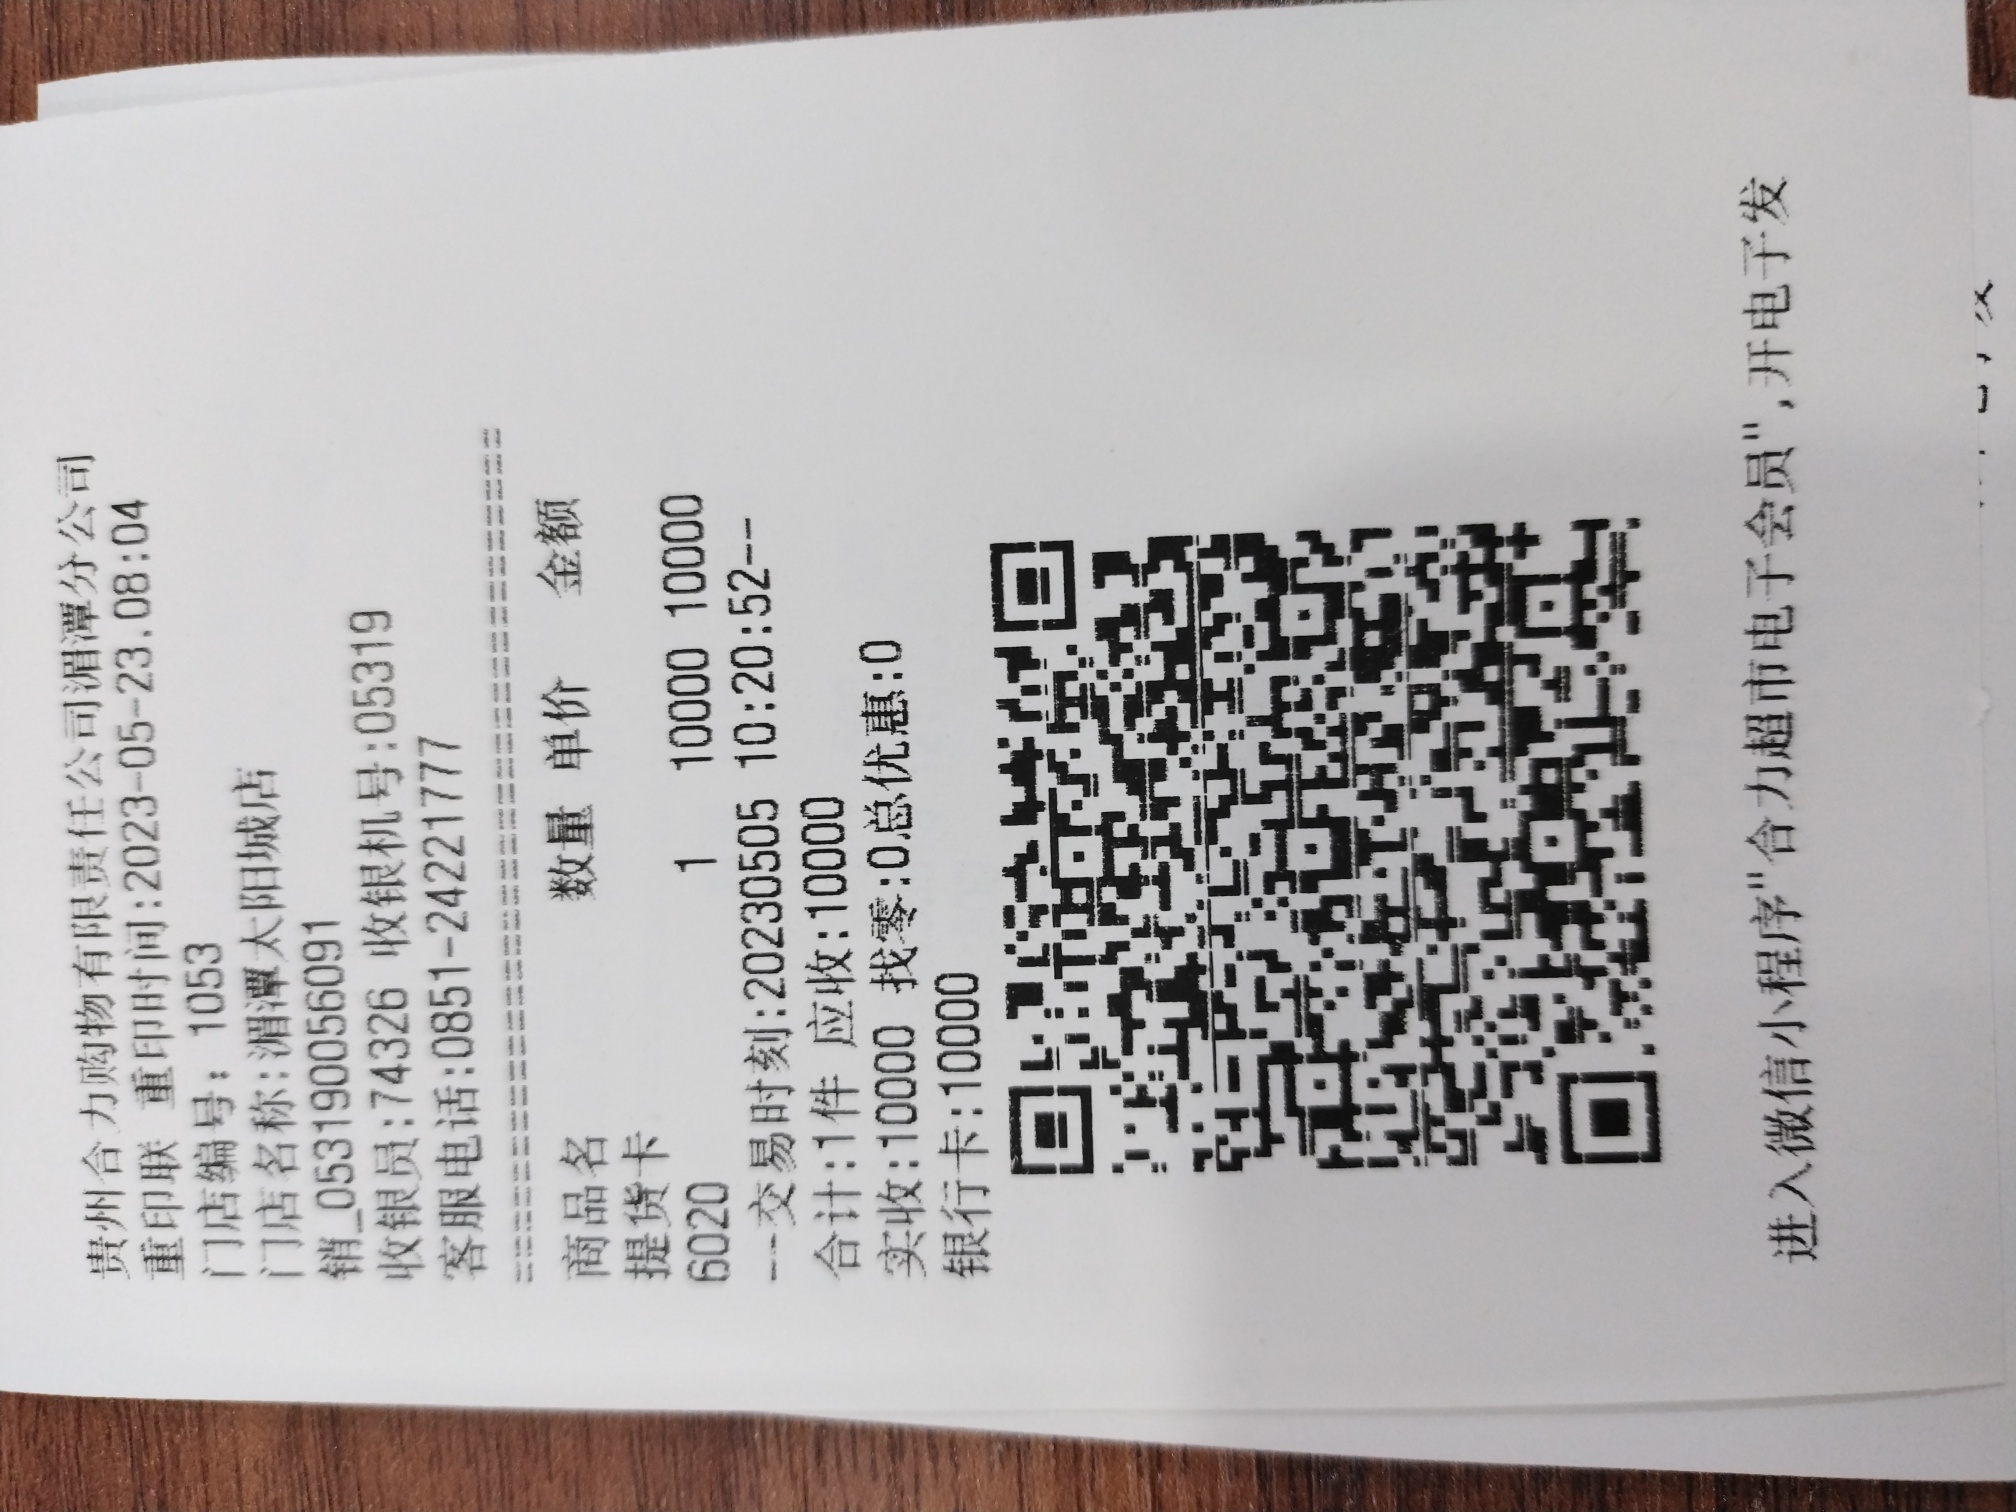 贵州合力购物有限责任公司湄潭分公司
重印联 重印时间:2023-05-23.08:04
门店编号: 1053
门店名称:湄潭太阳城店
销_053190056091
收银员:74326 收银机号:05319
客服电话:0851-24221777
商品名 数量 单价 金额
提货卡
6020 1 10000 10000
--交易时刻:20230505 10:20:52--
合计:1件 应收:10000
实收:10000 找零:0总优惠:0
银行卡:10000
进入微信小程序"合力超市电子会员",开电子发